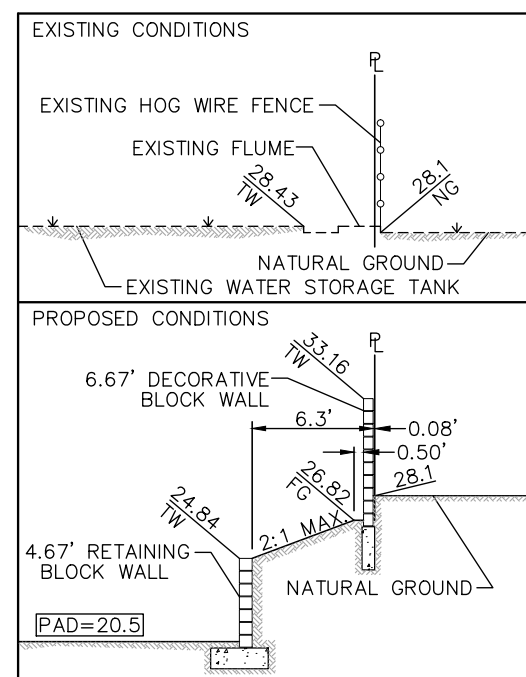 EXISTING CONDITIONS
PL
EXISTING HOG WIRE FENCE
EXISTING FLUME
28.43
TW
28.1
NG
NATURAL GROUND
EXISTING WATER STORAGE TANK
PROPOSED CONDITIONS
PL
33.16
TW
6.67' DECORATIVE
BLOCK WALL
6.3'
0.08'
0.50'
26.82
FG
28.1
24.84
TW
2:1 MAX.
4.67' RETAINING
BLOCK WALL
NATURAL GROUND
PAD=20.5